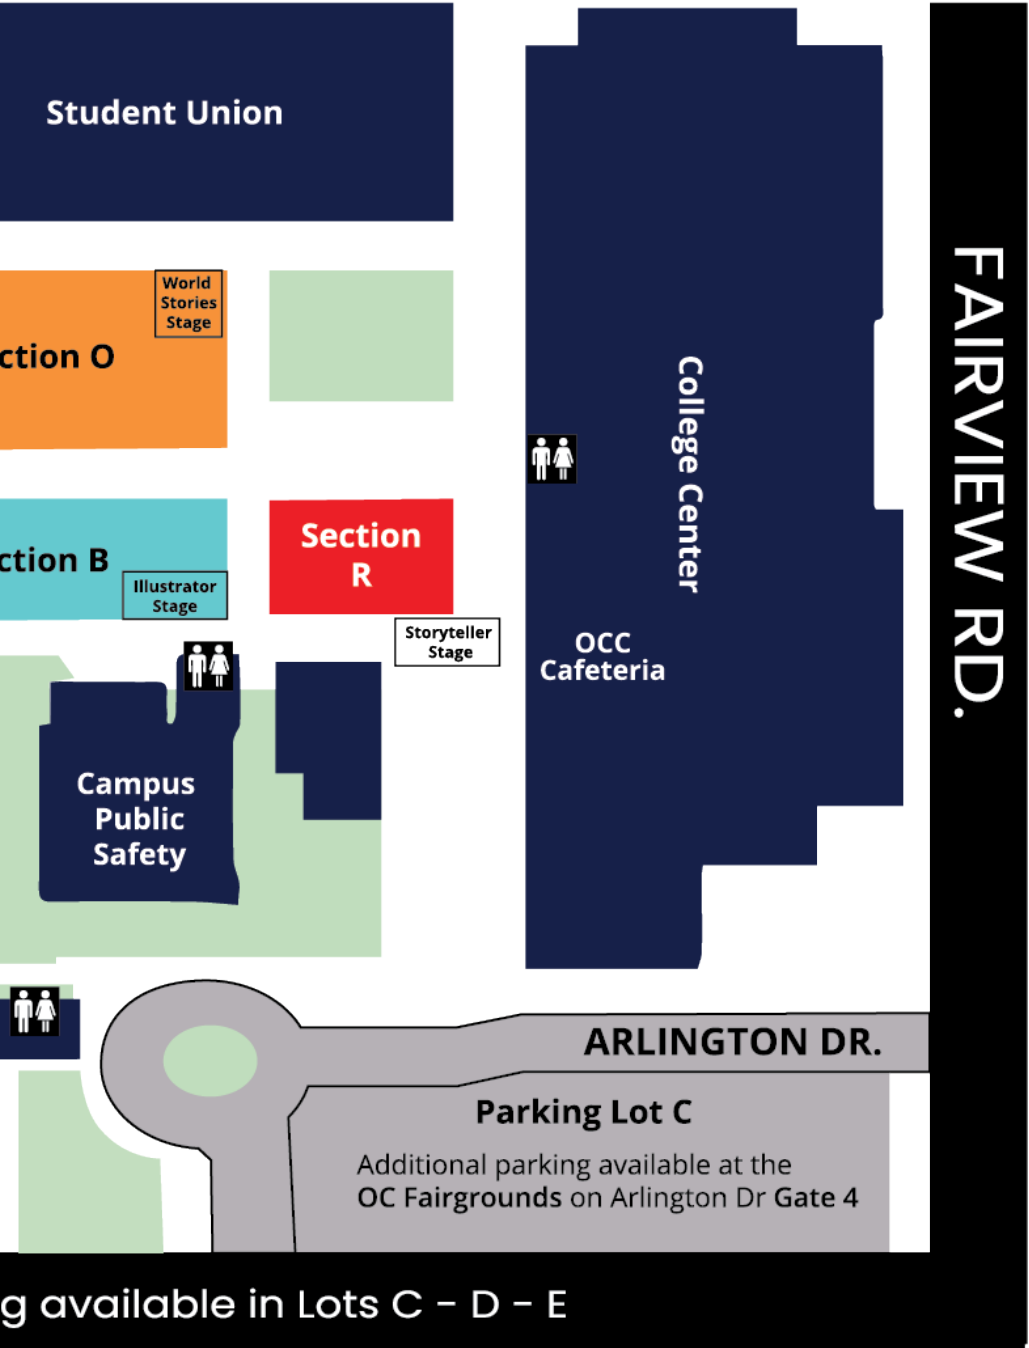 Student Union
World
Stories
Stage
ction O
College Center
FAIRVIEW RD.
ction B
Illustrator
Stage
Section
R
Storyteller
Stage
OCC
Cafeteria
Campus
Public
Safety
ARLINGTON DR.
Parking Lot C
Additional parking available at the
OC Fairgrounds on Arlington Dr Gate 4
g available in Lots C - D - E